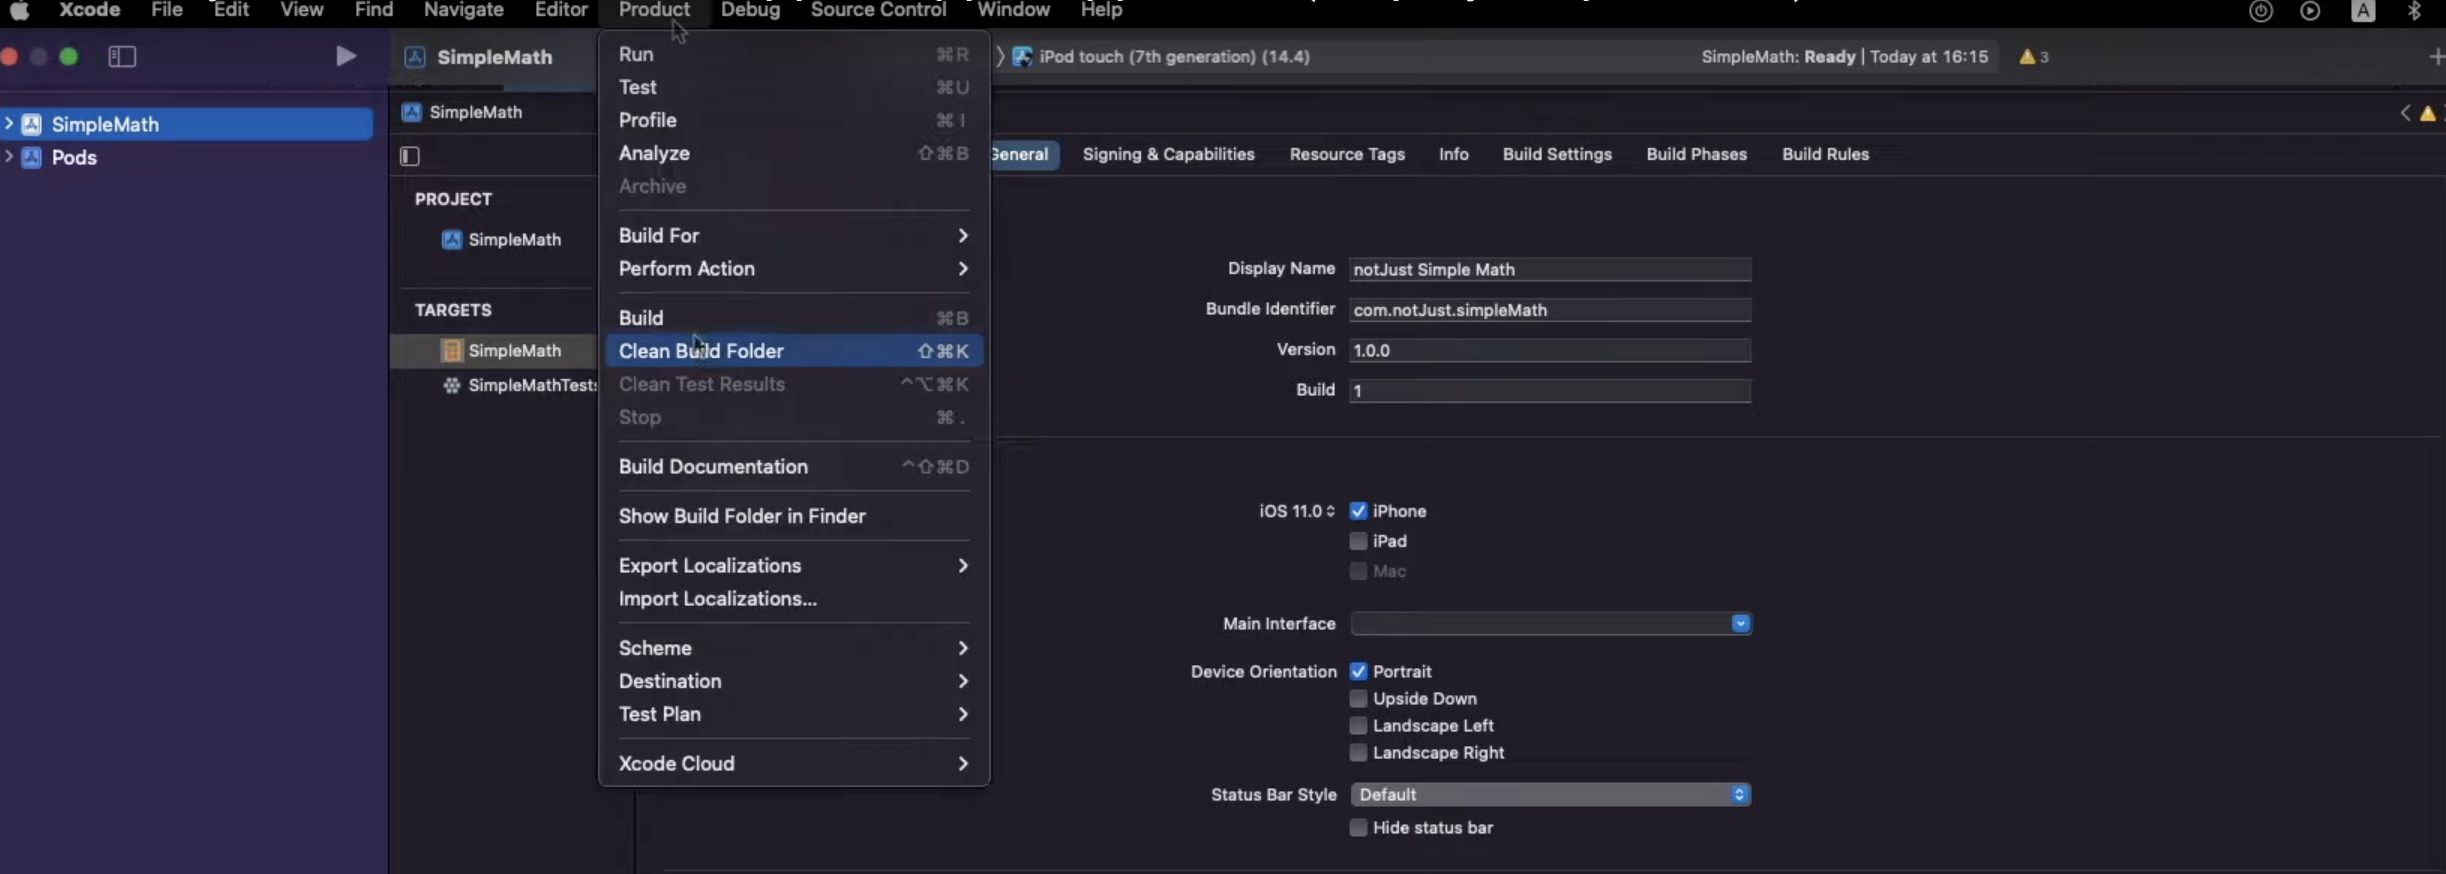 Xcode File Edit View Find Navigate Editor Product Debug Source Control Window Help
A
SimpleMath
iPod touch (7th generation) (14.4)
SimpleMath: Ready | Today at 16:15
3
SimpleMath
Pods
SimpleMath
General Signing & Capabilities Resource Tags Info Build Settings Build Phases Build Rules
PROJECT
SimpleMath
TARGETS
SimpleMath
SimpleMathTests
Run ⌘R
Test ⌘U
Profile ⌘I
Analyze ⇧⌘B
Archive
Build For
Perform Action
Build ⌘B
Clean Build Folder ⇧⌘K
Clean Test Results ^⌥⌘K
Stop ⌘.
Build Documentation ^⇧⌘D
Show Build Folder in Finder
Export Localizations
Import Localizations...
Scheme
Destination
Test Plan
Xcode Cloud
Display Name notJust Simple Math
Bundle Identifier com.notJust.simpleMath
Version 1.0.0
Build 1
iOS 11.0 iPhone
iPad
Mac
Main Interface
Device Orientation Portrait
Upside Down
Landscape Left
Landscape Right
Status Bar Style Default
Hide status bar